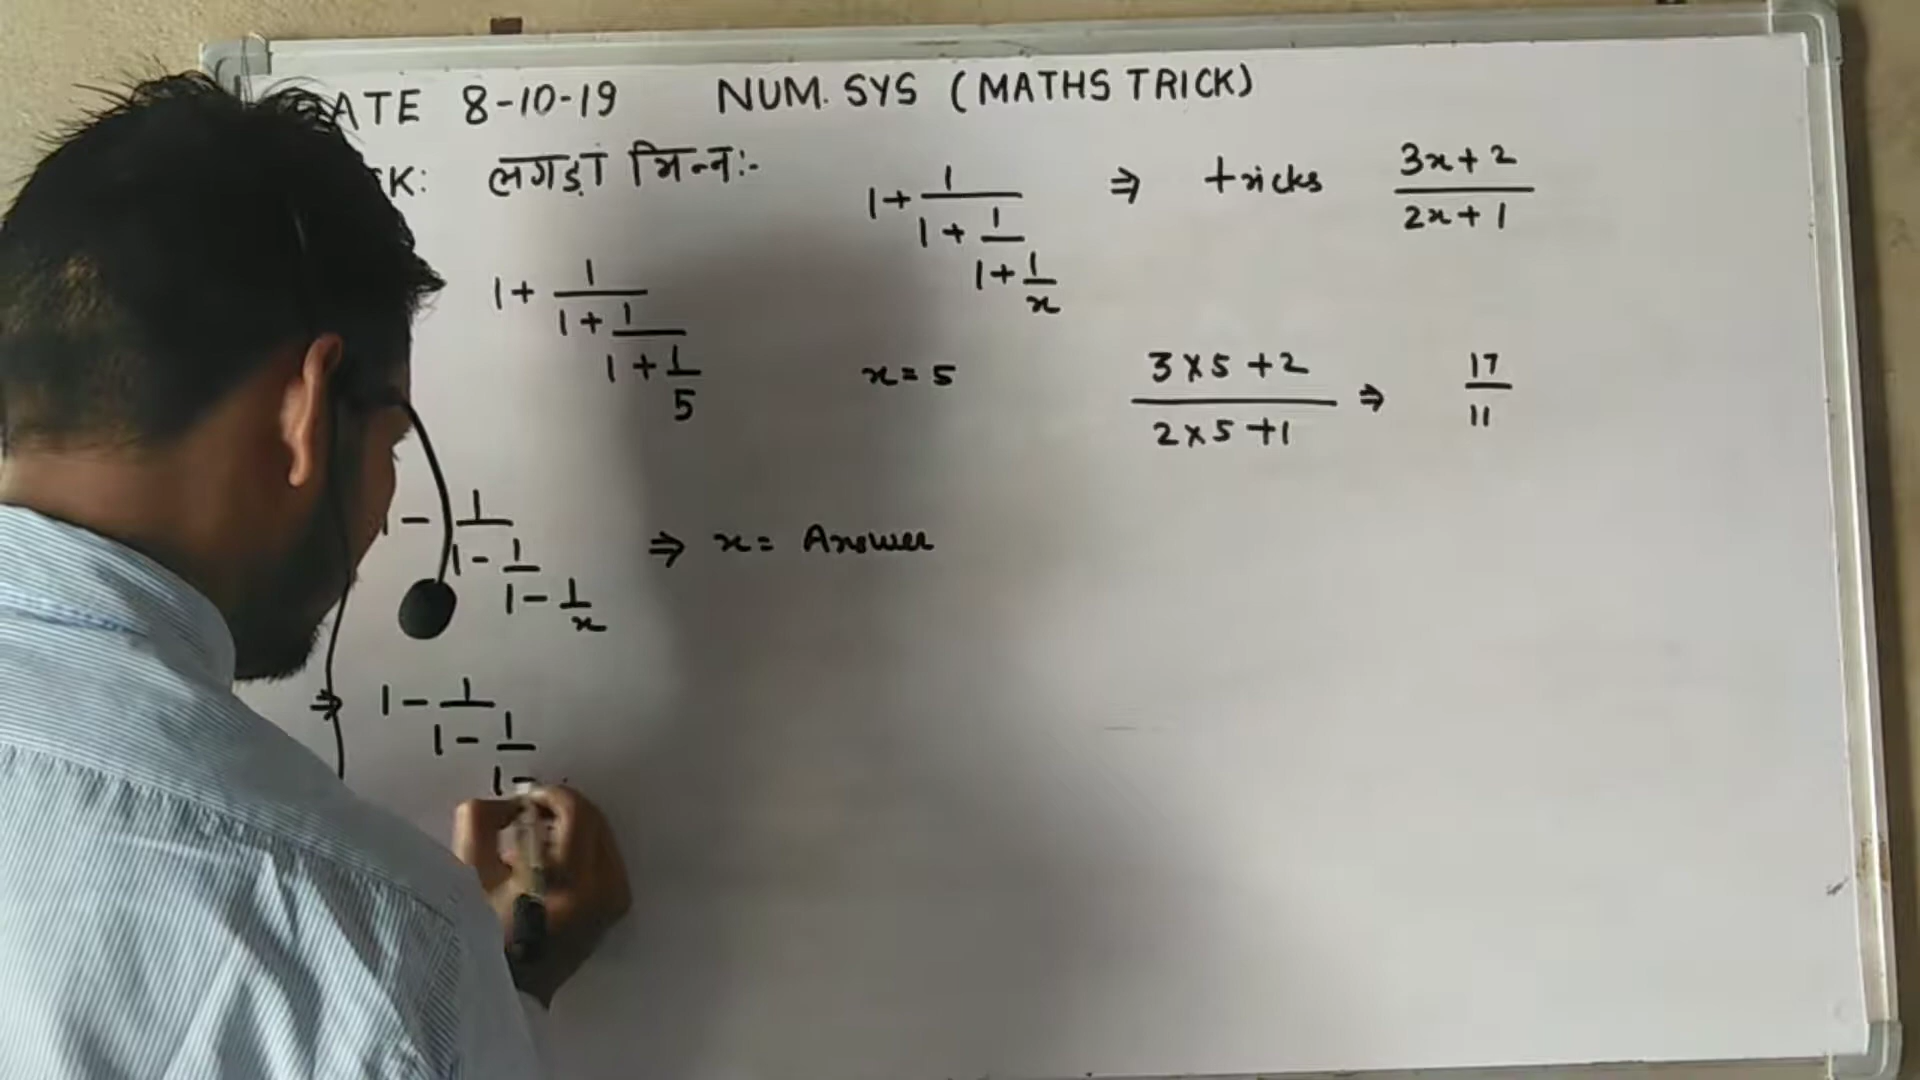 DATE 8-10-19 NUM. SYS (MATHS TRICK)
K: लगड़ा भिन्न:-
1+ 1/(1+ 1/(1+ 1/x)) ⇒ tricks (3x+2)/(2x+1)
1+ 1/(1+ 1/(1+ 1/5)) x = 5 (3×5+2)/(2×5+1) ⇒ 17/11
1- 1/(1- 1/(1- 1/x)) ⇒ x = Answer
⇒ 1- 1/(1- 1/(1-